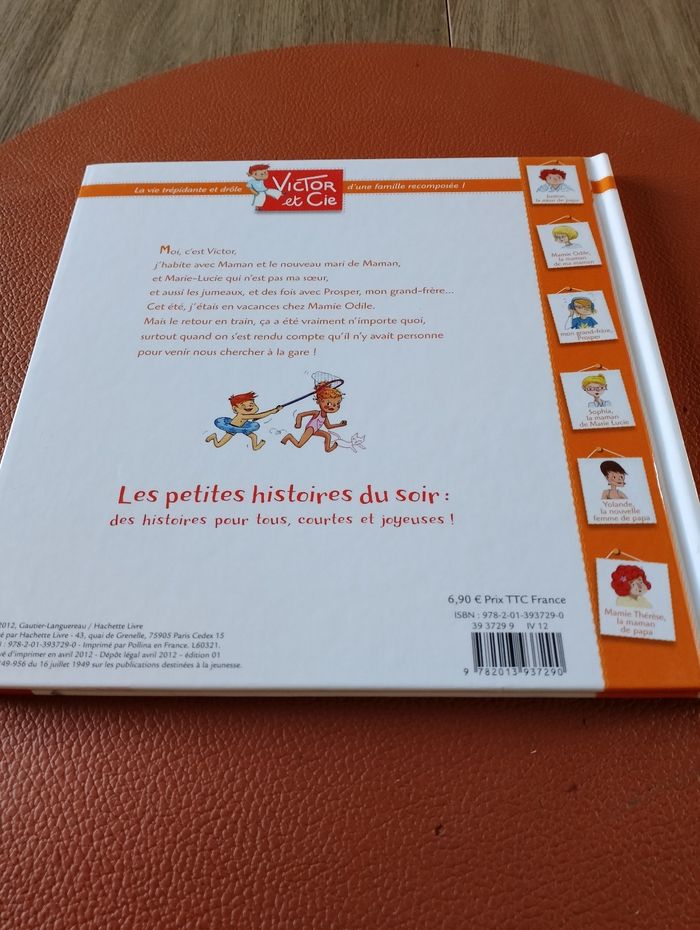 La vie trépidante et drôle
VICTOR
et Cie
d'une famille recomposée !
la sœur de papa
Mamie Odile,
la maman
de ma maman
mon grand-frère,
Prosper
Sophia,
la maman
de Marie Lucie
Yolande,
la nouvelle
femme de papa
Mamie Thérèse,
la maman
de papa
Moi, c'est Victor,
j'habite avec Maman et le nouveau mari de Maman,
et Marie-Lucie qui n'est pas ma sœur,
et aussi les jumeaux, et des fois avec Prosper, mon grand-frère...
Cet été, j'étais en vacances chez Mamie Odile.
Mais le retour en train, ça a été vraiment n'importe quoi,
surtout quand on s'est rendu compte qu'il n'y avait personne
pour venir nous chercher à la gare !
Les petites histoires du soir :
des histoires pour tous, courtes et joyeuses !
2012, Gautier-Languereau / Hachette Livre
par Hachette Livre - 43, quai de Grenelle, 75905 Paris Cedex 15
: 978-2-01-393729-0 - Imprimé par Pollina en France. L60321.
d'imprimer en avril 2012 - Dépôt légal avril 2012 - édition 01
49-956 du 16 juillet 1949 sur les publications destinées à la jeunesse.
6,90 € Prix TTC France
ISBN : 978-2-01-393729-0
39 3729 9 IV 12
9 782013 937290